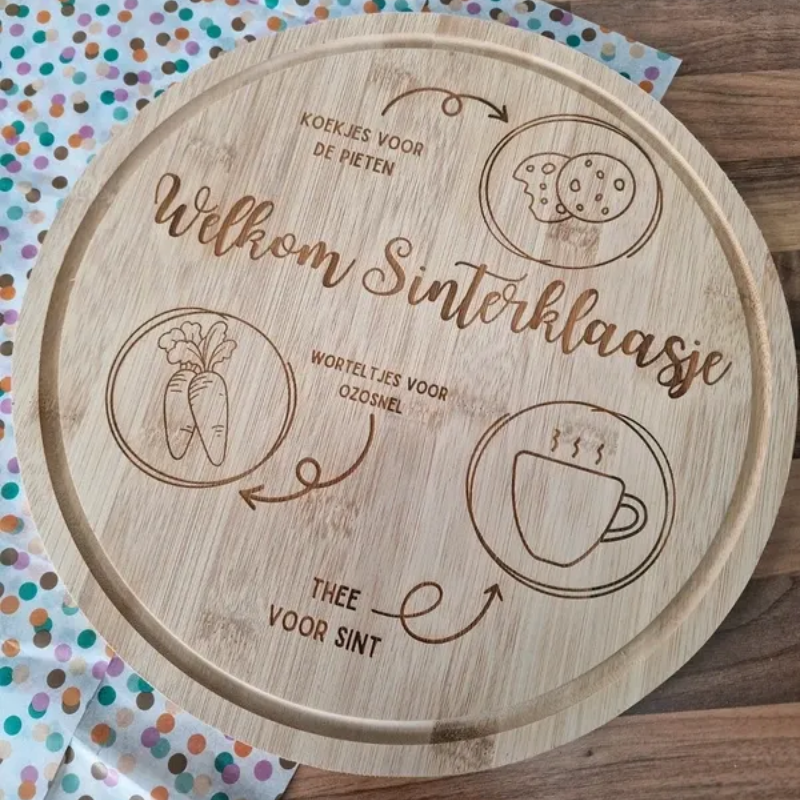 KOEKJES VOOR
DE PIETEN
Welkom Sinterklaasje
WORTELTJES VOOR
OZOSNEL
THEE
VOOR SINT